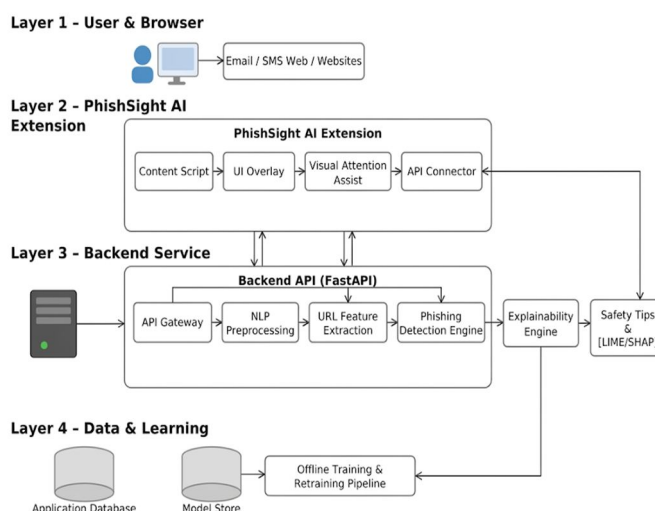 Layer 1 – User & Browser
Email / SMS Web / Websites
Layer 2 – PhishSight AI
Extension
PhishSight AI Extension
Content Script
UI Overlay
Visual Attention
Assist
API Connector
Layer 3 – Backend Service
Backend API (FastAPI)
API Gateway
NLP
Preprocessing
URL Feature
Extraction
Phishing
Detection Engine
Explainability
Engine
Safety Tips
&
[LIME/SHAP]
Layer 4 – Data & Learning
Offline Training &
Retraining Pipeline
Application Database
Model Store